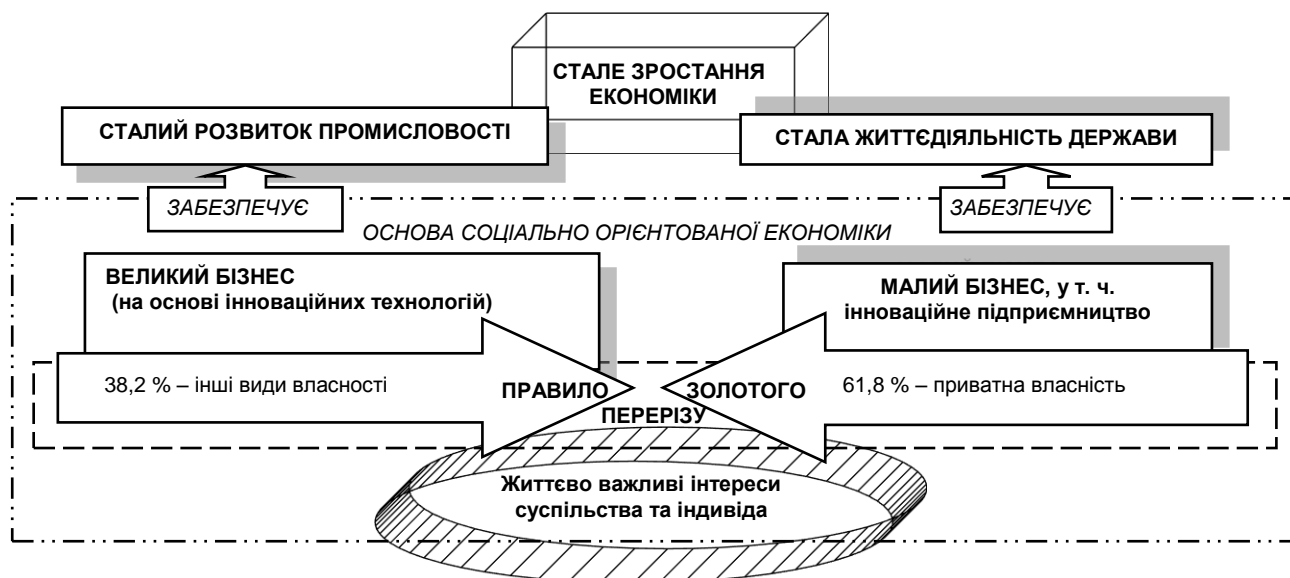 СТАЛЕ ЗРОСТАННЯ
ЕКОНОМІКИ
СТАЛИЙ РОЗВИТОК ПРОМИСЛОВОСТІ
СТАЛА ЖИТТЄДІЯЛЬНІСТЬ ДЕРЖАВИ
ЗАБЕЗПЕЧУЄ
ЗАБЕЗПЕЧУЄ
ОСНОВА СОЦІАЛЬНО ОРІЄНТОВАНОЇ ЕКОНОМІКИ
ВЕЛИКИЙ БІЗНЕС
(на основі інноваційних технологій)
МАЛИЙ БІЗНЕС, у т. ч.
інноваційне підприємництво
38,2 % – інші види власності
ПРАВИЛО ЗОЛОТОГО
ПЕРЕРІЗУ
61,8 % – приватна власність
Життєво важливі інтереси
суспільства та індивіда